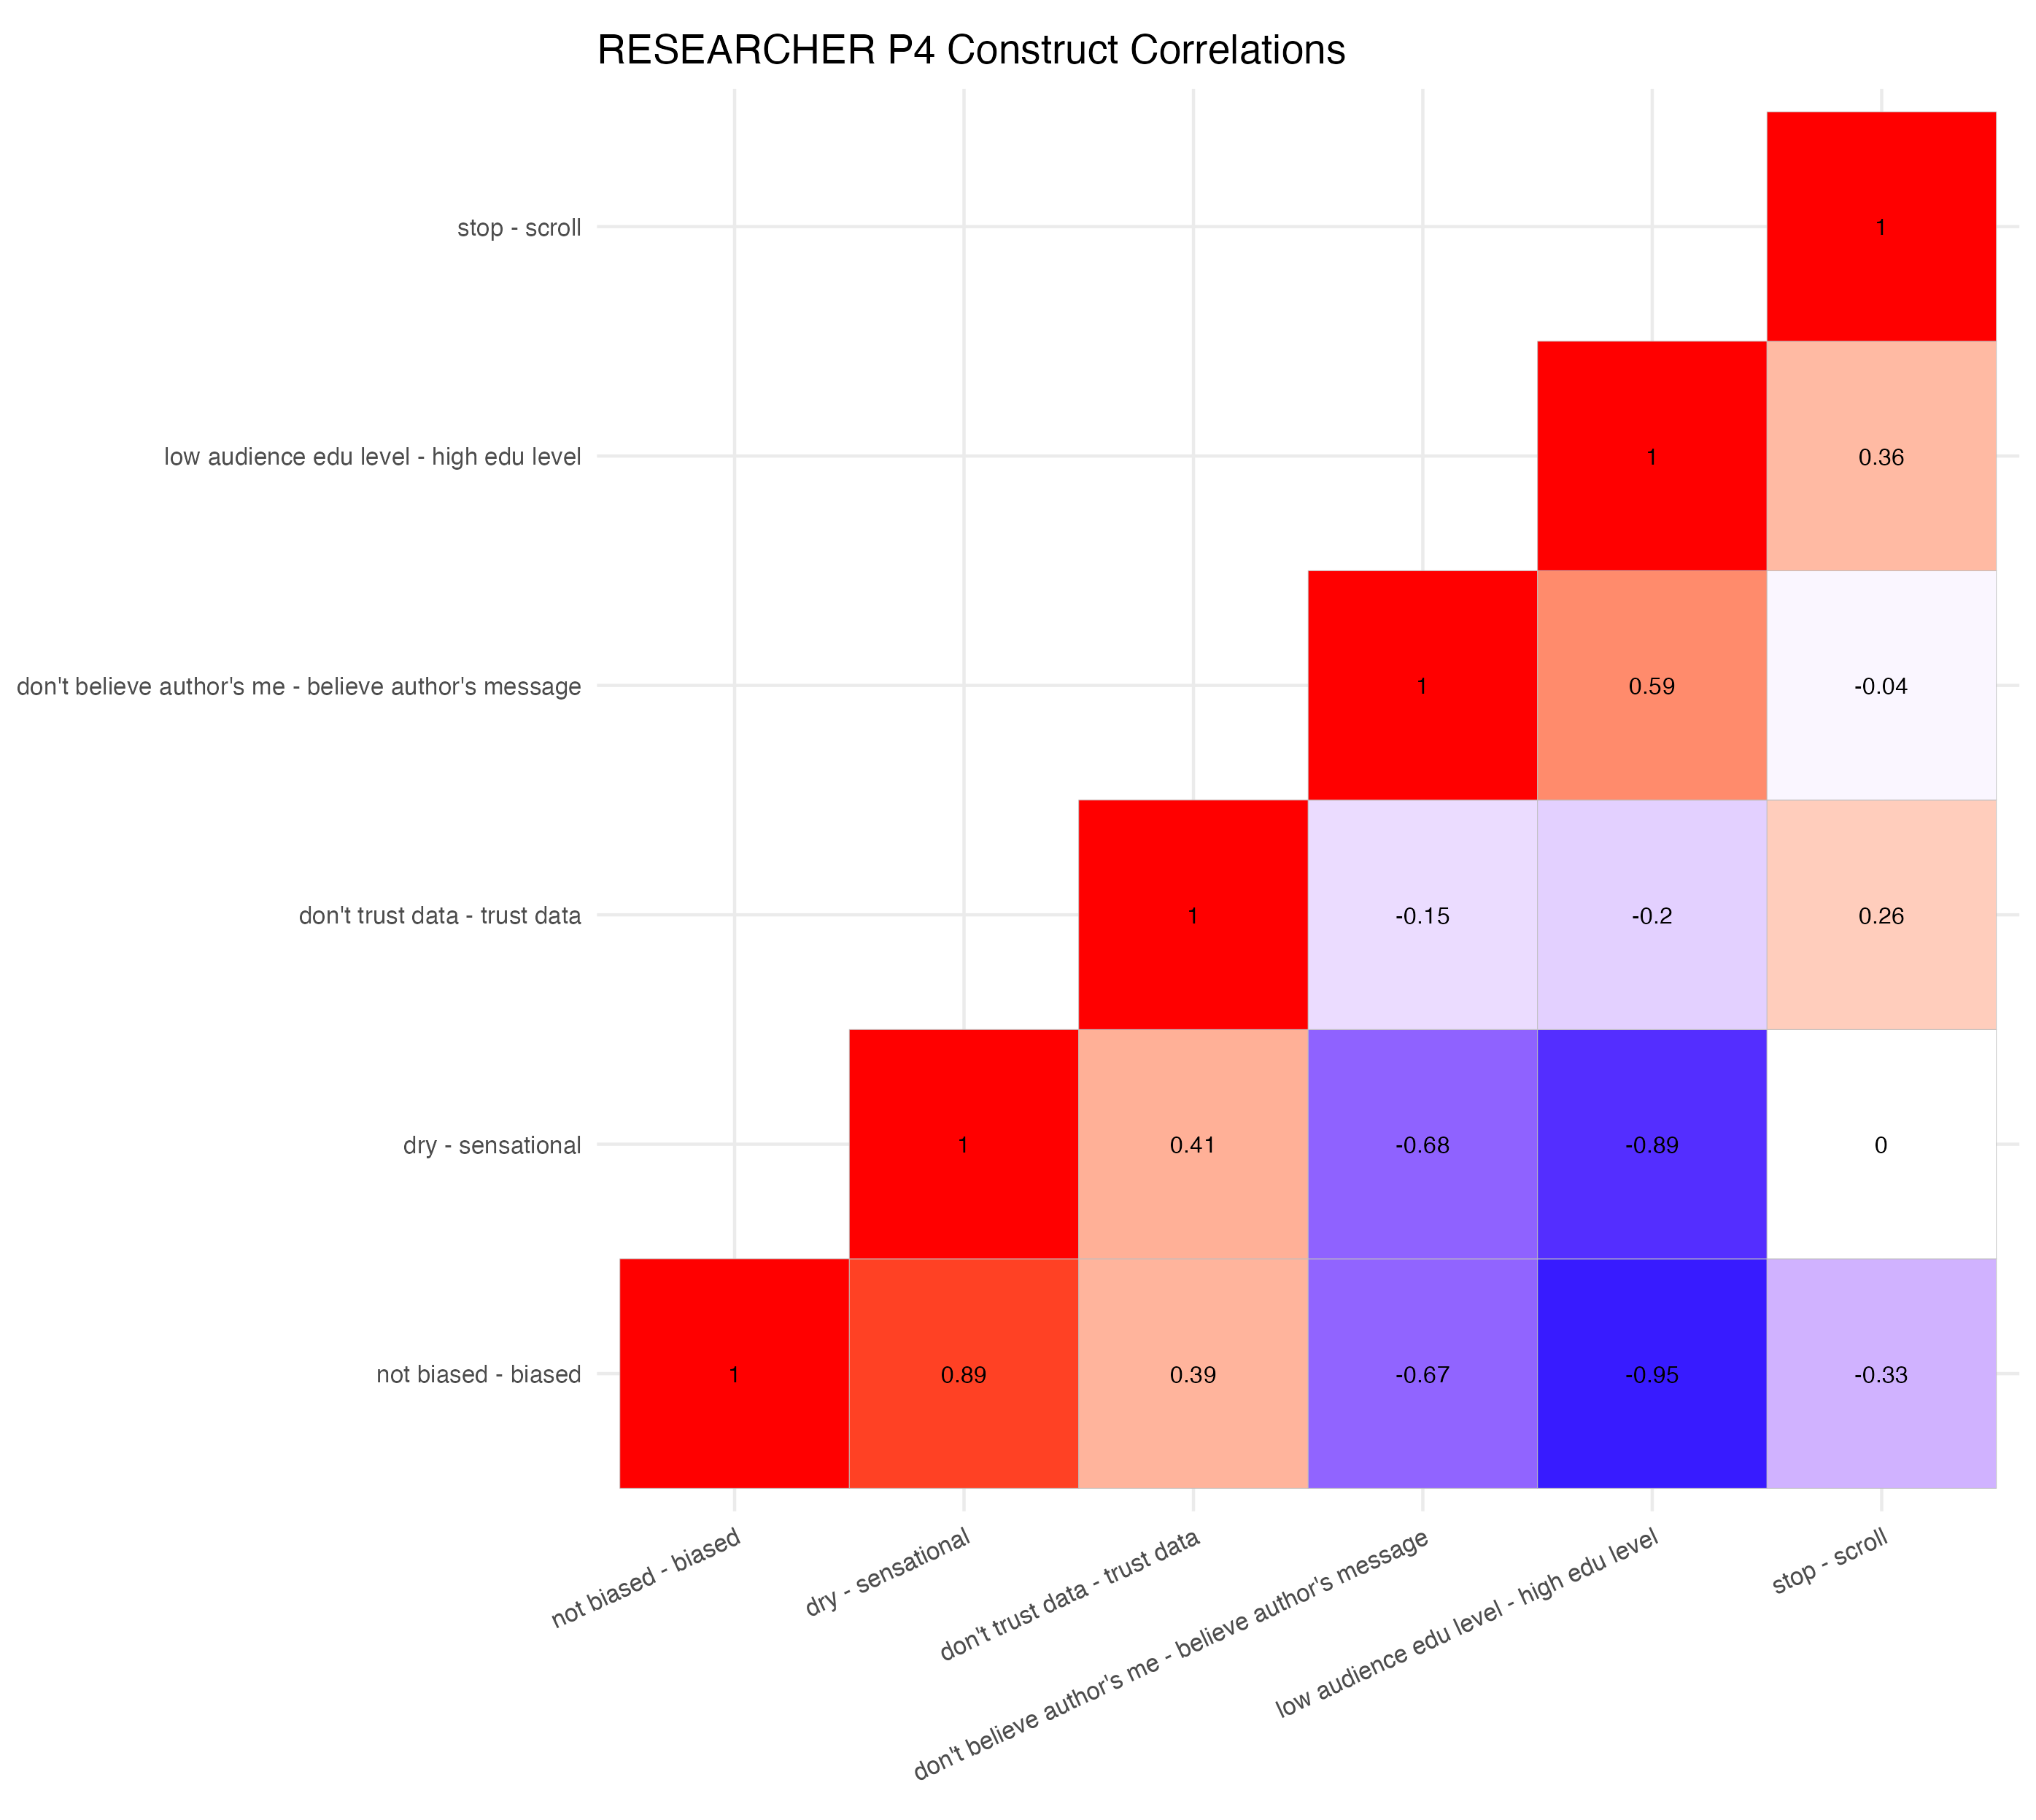 RESEARCHER P4 Construct Correlations
stop - scroll
1
low audience edu level - high edu level
1
0.36
don't believe author's me - believe author's message
1
0.59
-0.04
don't trust data - trust data
1
-0.15
-0.2
0.26
dry - sensational
1
0.41
-0.68
-0.89
0
not biased - biased
1
0.89
0.39
-0.67
-0.95
-0.33
not biased - biased
dry - sensational
don't trust data - trust data
don't believe author's me - believe author's message
low audience edu level - high edu level
stop - scroll